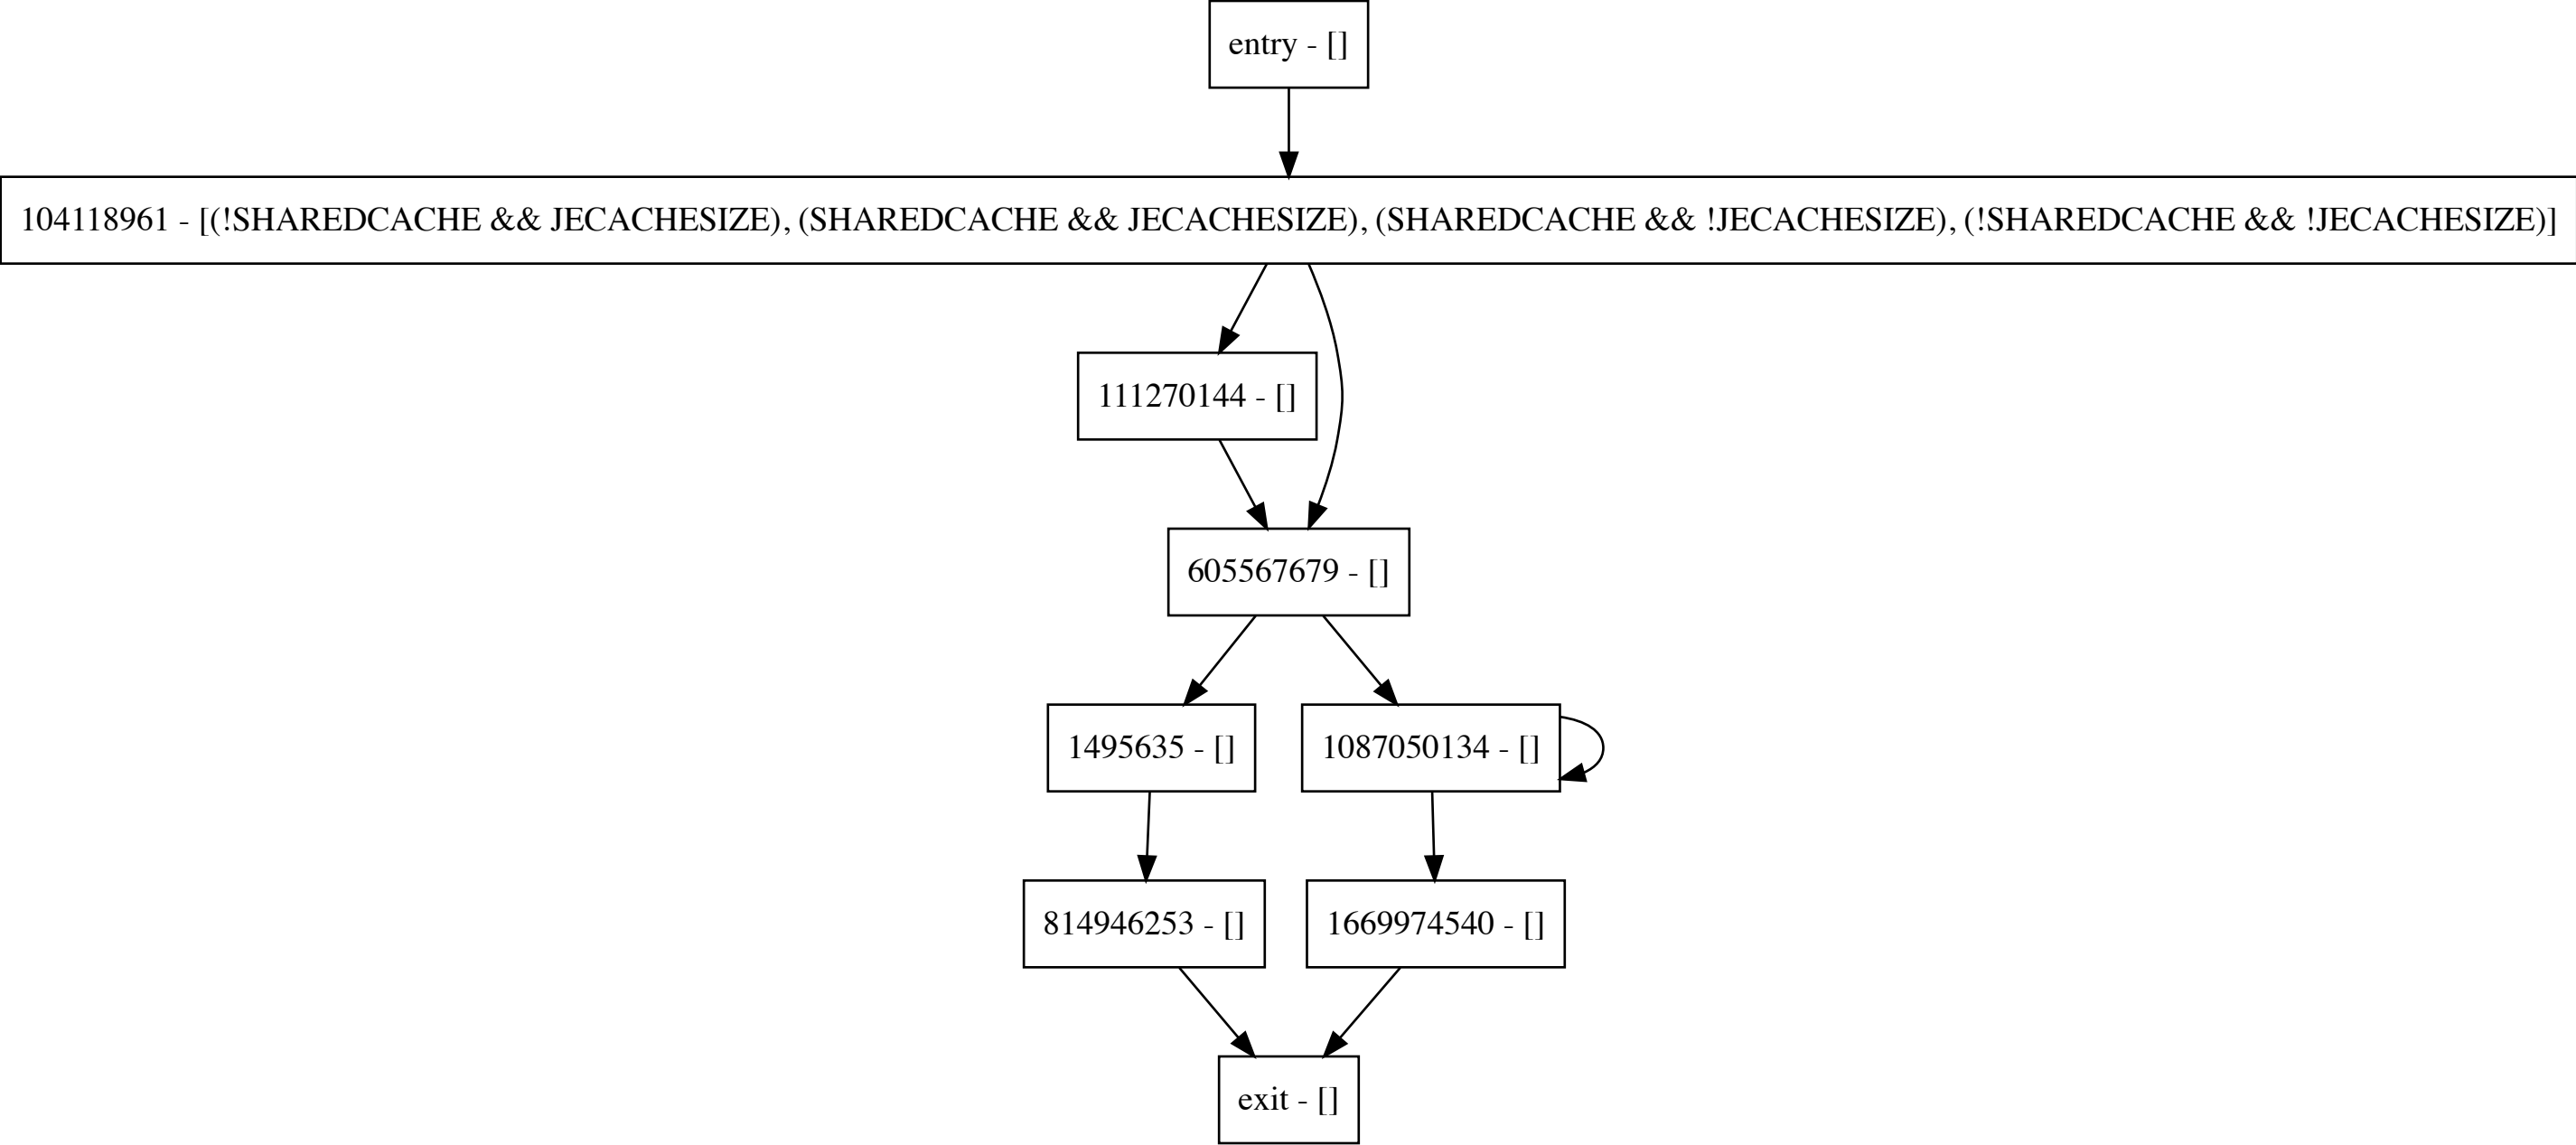 entry - []
104118961 - [(!SHAREDCACHE && JECACHESIZE), (SHAREDCACHE && JECACHESIZE), (SHAREDCACHE && !JECACHESIZE), (!SHAREDCACHE && !JECACHESIZE)]
111270144 - []
605567679 - []
1495635 - []
1087050134 - []
814946253 - []
1669974540 - []
exit - []